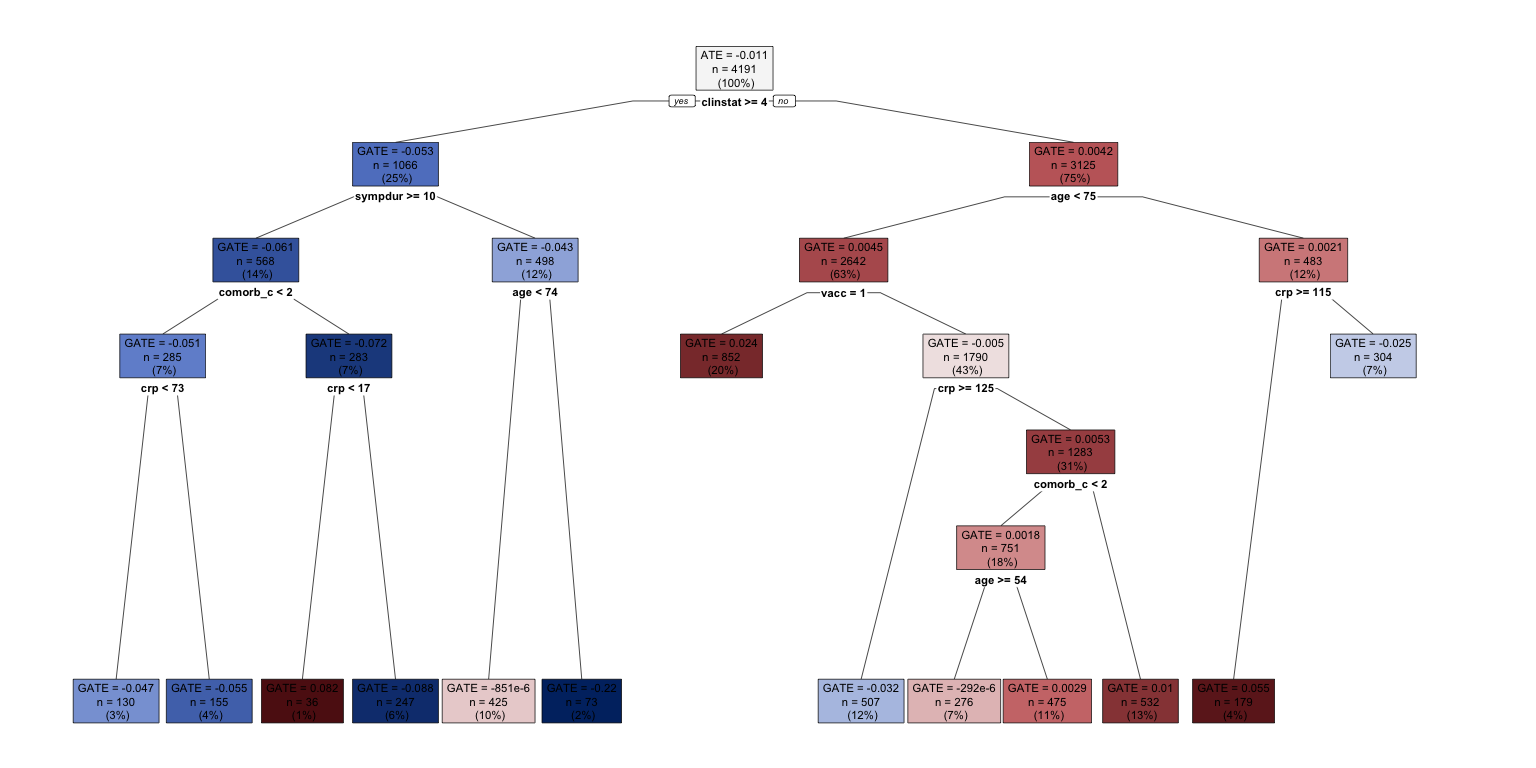 ATE = -0.011
n = 4191
(100%)
yes clinstat >= 4 no
GATE = -0.053
n = 1066
(25%)
sympdur >= 10
GATE = 0.0042
n = 3125
(75%)
age < 75
GATE = -0.061
n = 568
(14%)
comorb_c < 2
GATE = -0.043
n = 498
(12%)
age < 74
GATE = 0.0045
n = 2642
(63%)
vacc = 1
GATE = 0.0021
n = 483
(12%)
crp >= 115
GATE = -0.051
n = 285
(7%)
crp < 73
GATE = -0.072
n = 283
(7%)
crp < 17
GATE = 0.024
n = 852
(20%)
GATE = -0.005
n = 1790
(43%)
crp >= 125
GATE = -0.025
n = 304
(7%)
GATE = 0.0053
n = 1283
(31%)
comorb_c < 2
GATE = 0.0018
n = 751
(18%)
age >= 54
GATE = -0.047
n = 130
(3%)
GATE = -0.055
n = 155
(4%)
GATE = 0.082
n = 36
(1%)
GATE = -0.088
n = 247
(6%)
GATE = -851e-6
n = 425
(10%)
GATE = -0.22
n = 73
(2%)
GATE = -0.032
n = 507
(12%)
GATE = -292e-6
n = 276
(7%)
GATE = 0.0029
n = 475
(11%)
GATE = 0.01
n = 532
(13%)
GATE = 0.055
n = 179
(4%)